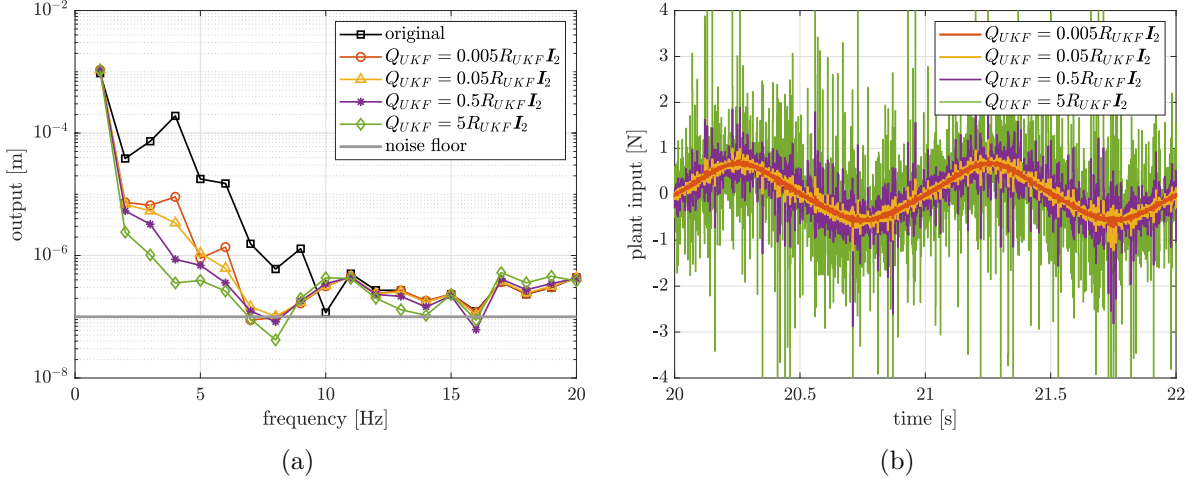 original
Q_UKF = 0.005R_UKF I_2
Q_UKF = 0.05R_UKF I_2
Q_UKF = 0.5R_UKF I_2
Q_UKF = 5R_UKF I_2
noise floor
10^-2
10^-4
10^-6
10^-8
output [m]
0 5 10 15 20
frequency [Hz]
(a)
Q_UKF = 0.005R_UKF I_2
Q_UKF = 0.05R_UKF I_2
Q_UKF = 0.5R_UKF I_2
Q_UKF = 5R_UKF I_2
4
3
2
1
0
-1
-2
-3
-4
plant input [N]
20 20.5 21 21.5 22
time [s]
(b)